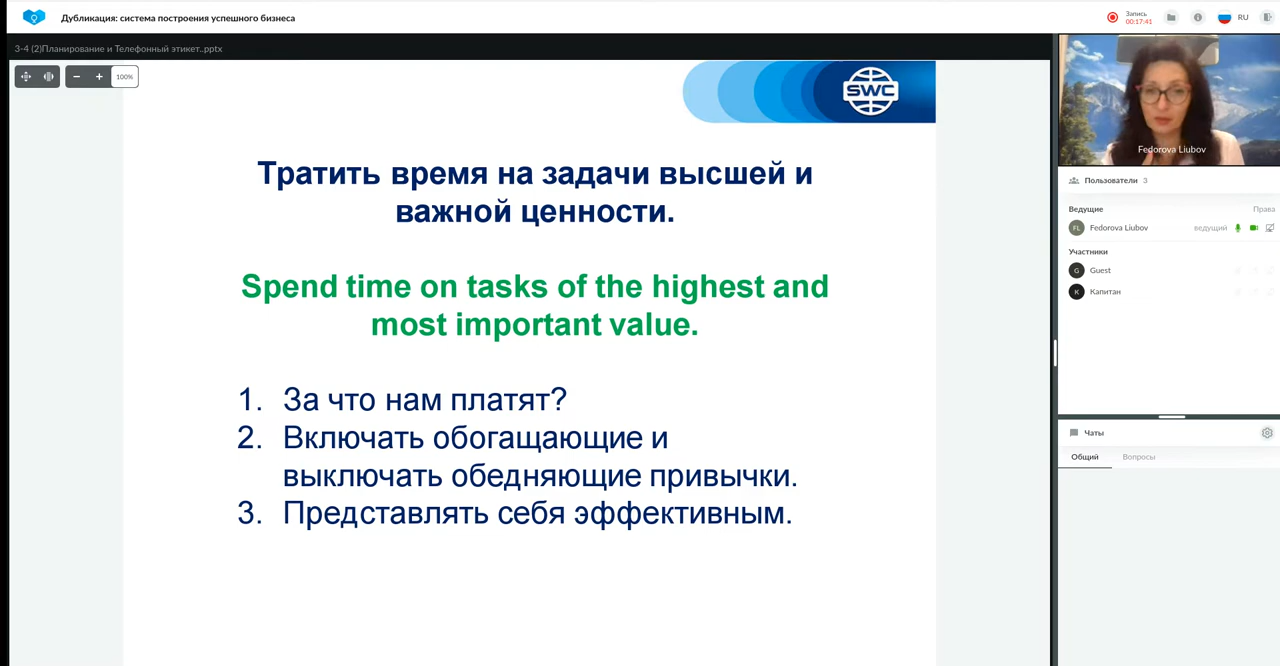 Дубликация: система построения успешного бизнеса
Запись
00:17:41
RU
3-4 (2)Планирование и Телефонный этикет..pptx
100%
SWC
Тратить время на задачи высшей и
важной ценности.
Spend time on tasks of the highest and
most important value.
1. За что нам платят?
2. Включать обогащающие и
выключать обедняющие привычки.
3. Представлять себя эффективным.
Fedorova Liubov
Пользователи 3
Ведущие Права
FL Fedorova Liubov ведущий
Участники
G Guest
К Капитан
Чаты
Общий Вопросы